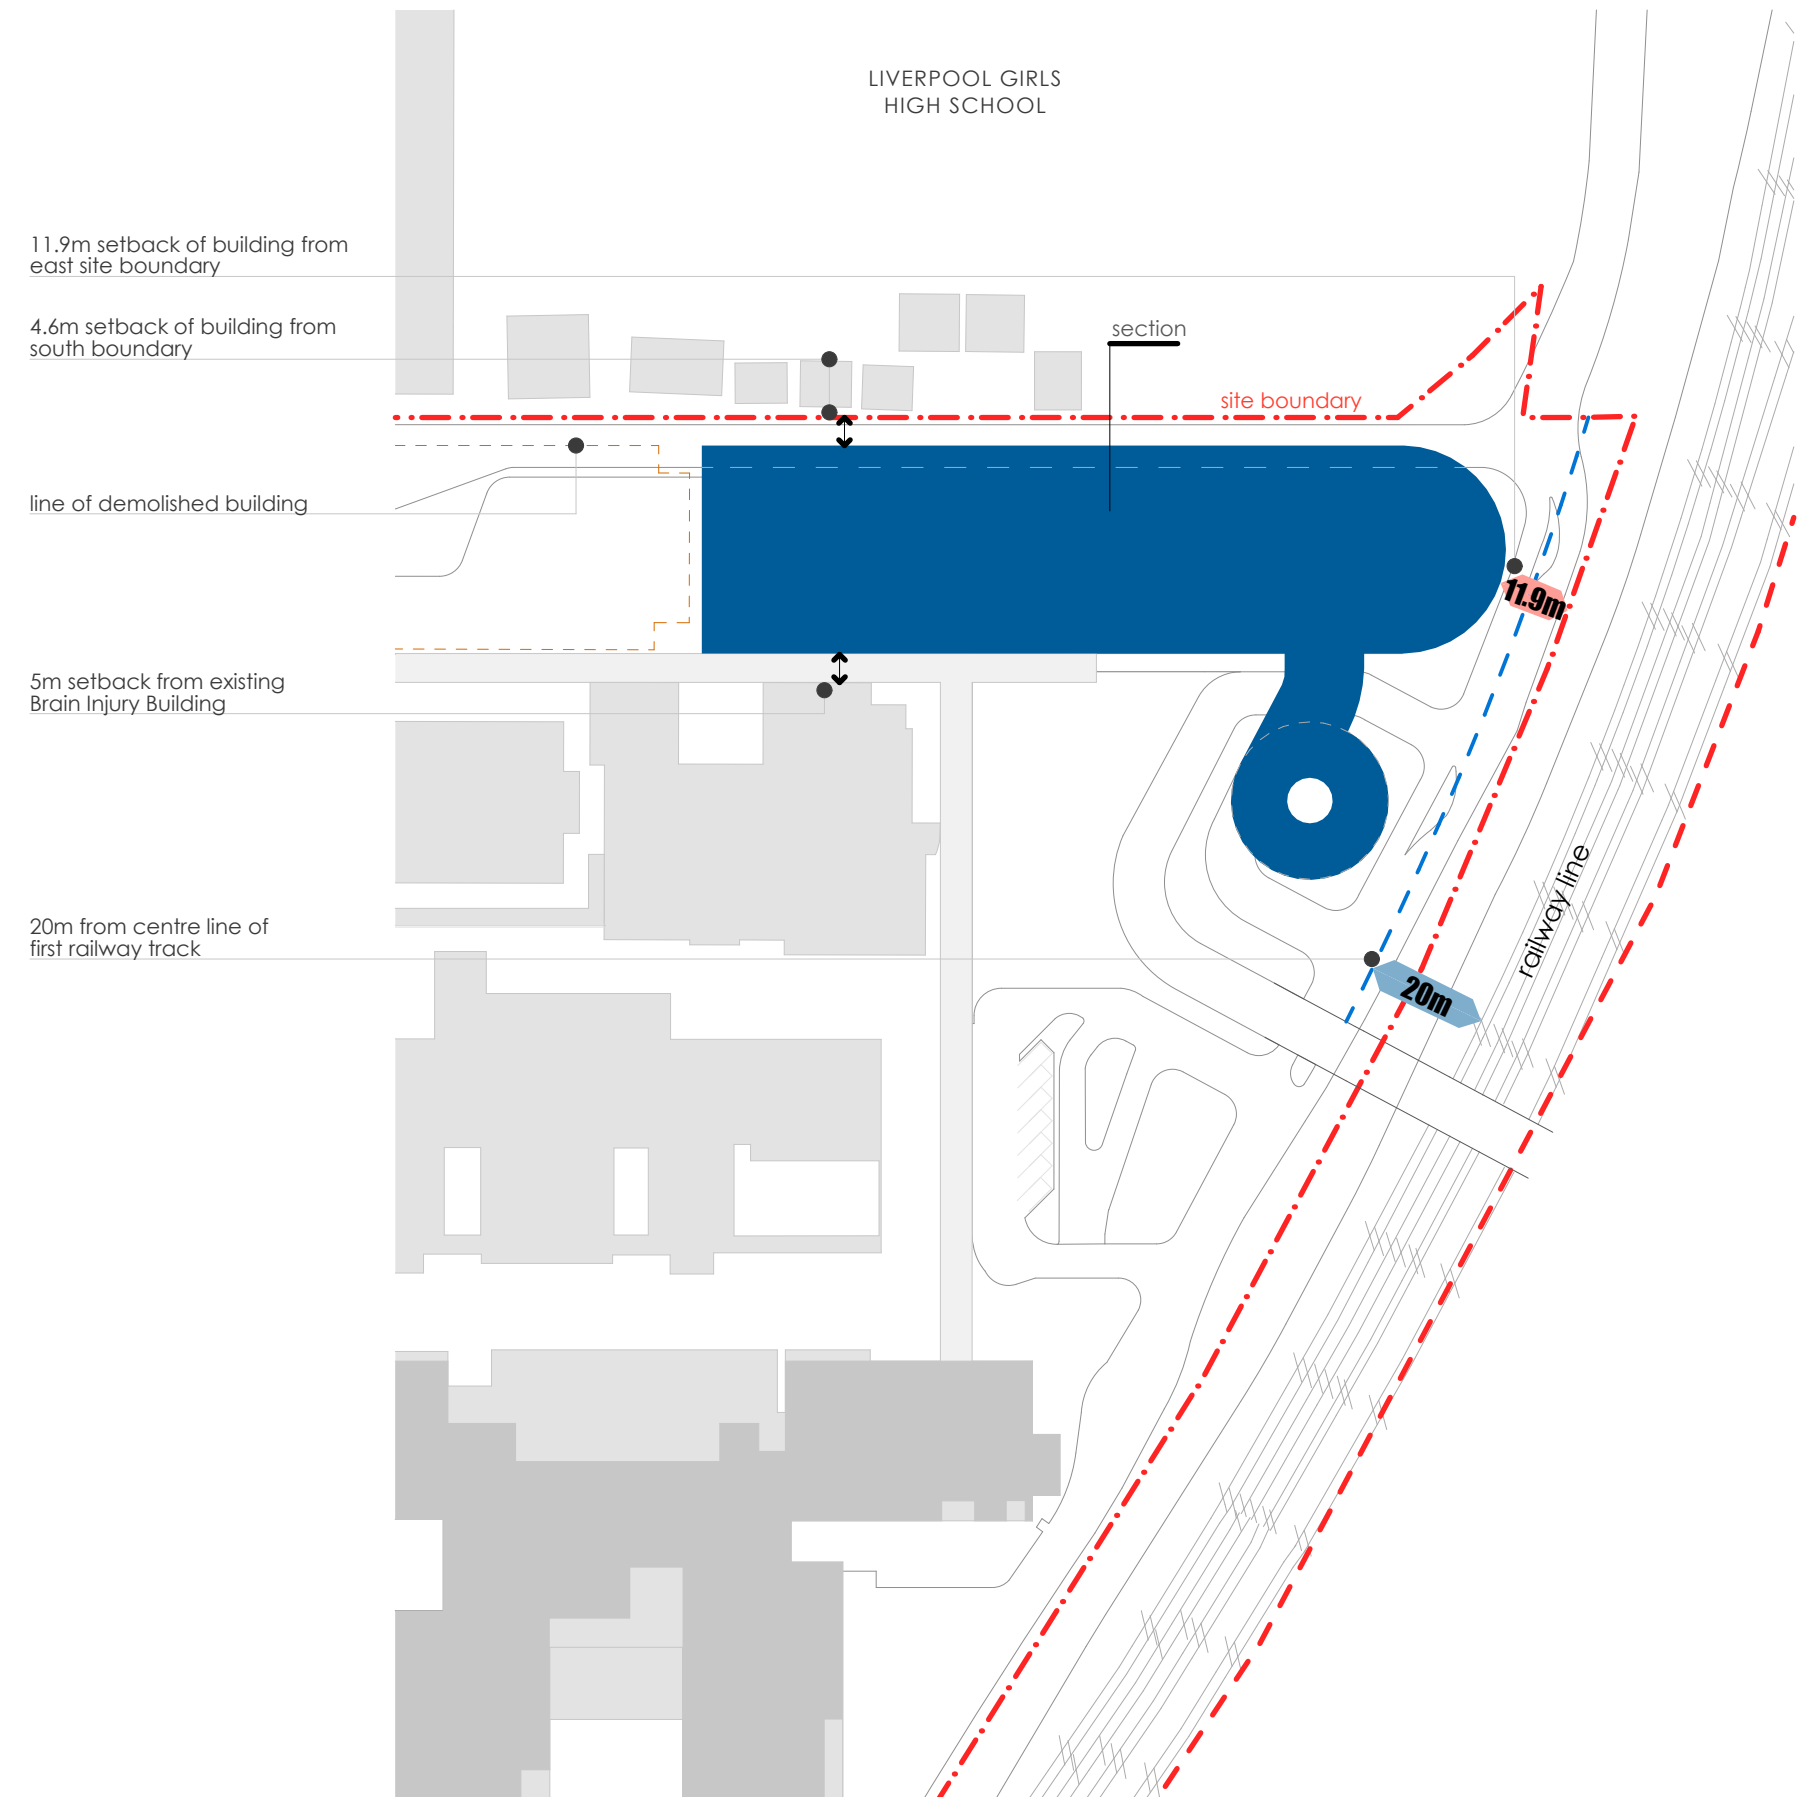 LIVERPOOL GIRLS
HIGH SCHOOL
11.9m setback of building from
east site boundary
4.6m setback of building from
south boundary
section
site boundary
line of demolished building
11.9m
5m setback from existing
Brain Injury Building
railway line
20m from centre line of
first railway track
20m